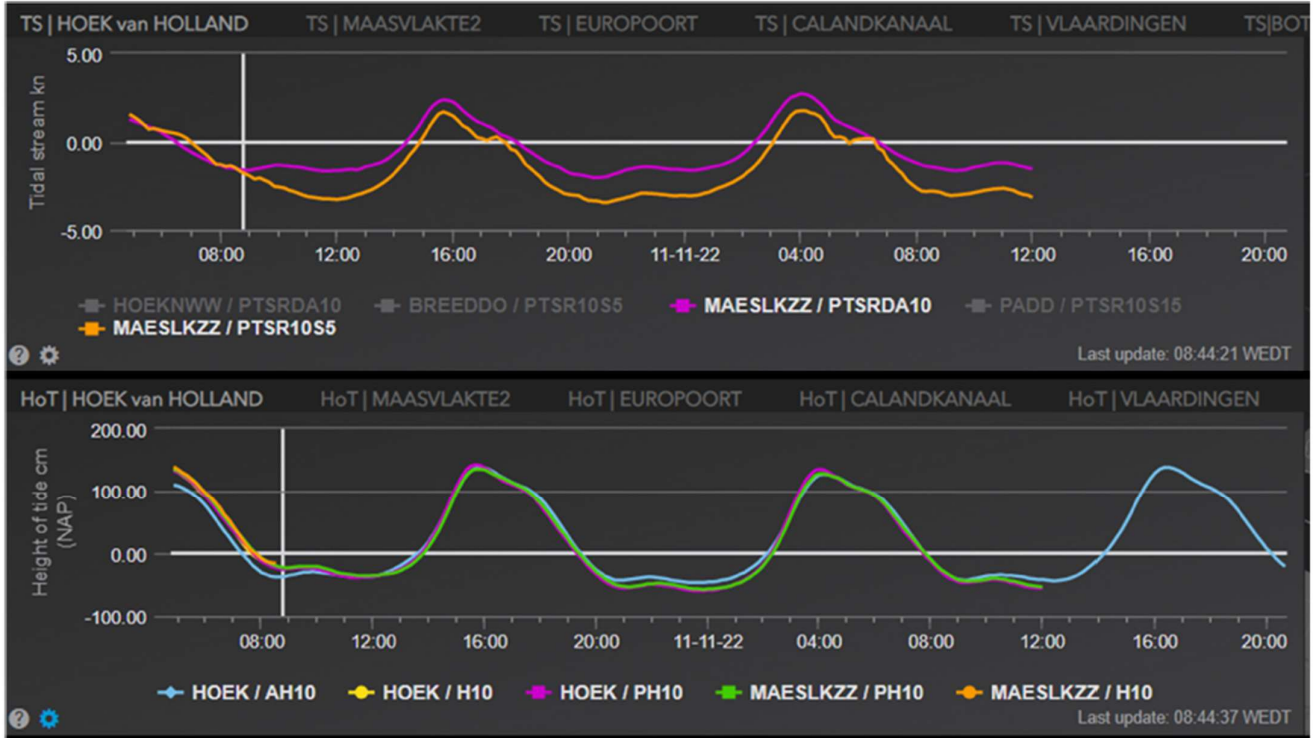 TS | HOEK van HOLLAND TS | MAASVLAKTE2 TS | EUROPOORT TS | CALANDKANAAL TS | VLAARDINGEN TS|BOT
Tidal stream kn
5.00
0.00
-5.00
08:00 12:00 16:00 20:00 11-11-22 04:00 08:00 12:00 16:00 20:00
HOEKNWW / PTSRDA10 BREEDDO / PTSR10S5 MAESLKZZ / PTSRDA10 PADD / PTSR10S15
MAESLKZZ / PTSR10S5
? Last update: 08:44:21 WEDT
HoT | HOEK van HOLLAND HoT | MAASVLAKTE2 HoT | EUROPOORT HoT | CALANDKANAAL HoT | VLAARDINGEN
Height of tide cm
(NAP)
200.00
100.00
0.00
-100.00
08:00 12:00 16:00 20:00 11-11-22 04:00 08:00 12:00 16:00 20:00
HOEK / AH10 HOEK / H10 HOEK / PH10 MAESLKZZ / PH10 MAESLKZZ / H10
? Last update: 08:44:37 WEDT